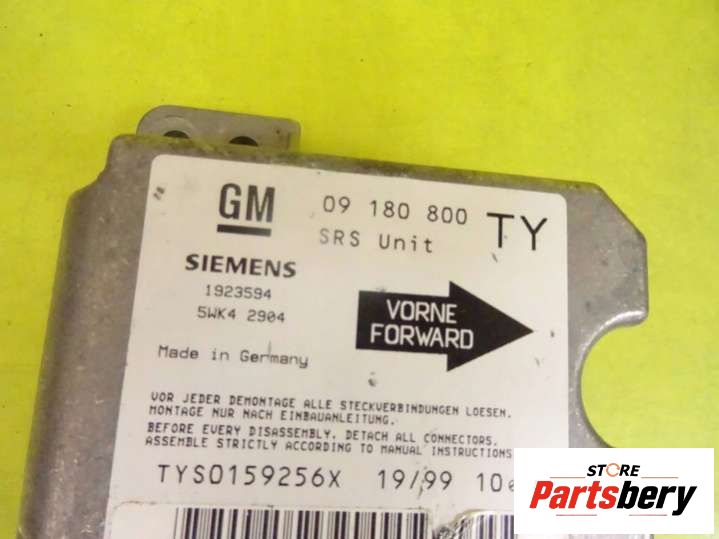 GM
09 180 800
TY
SRS Unit
SIEMENS
1923594
5WK4 2904
VORNE
FORWARD
Made in Germany
VOR JEDER DEMONTAGE ALLE STECKVERBINDUNGEN LOESEN.
MONTAGE NUR NACH EINBAUANLEITUNG.
BEFORE EVERY DISASSEMBLY, DETACH ALL CONNECTORS.
ASSEMBLE STRICTLY ACCORDING TO MANUAL INSTRUCTIONS
TYS0159256X 19/99
STORE
Partsbery